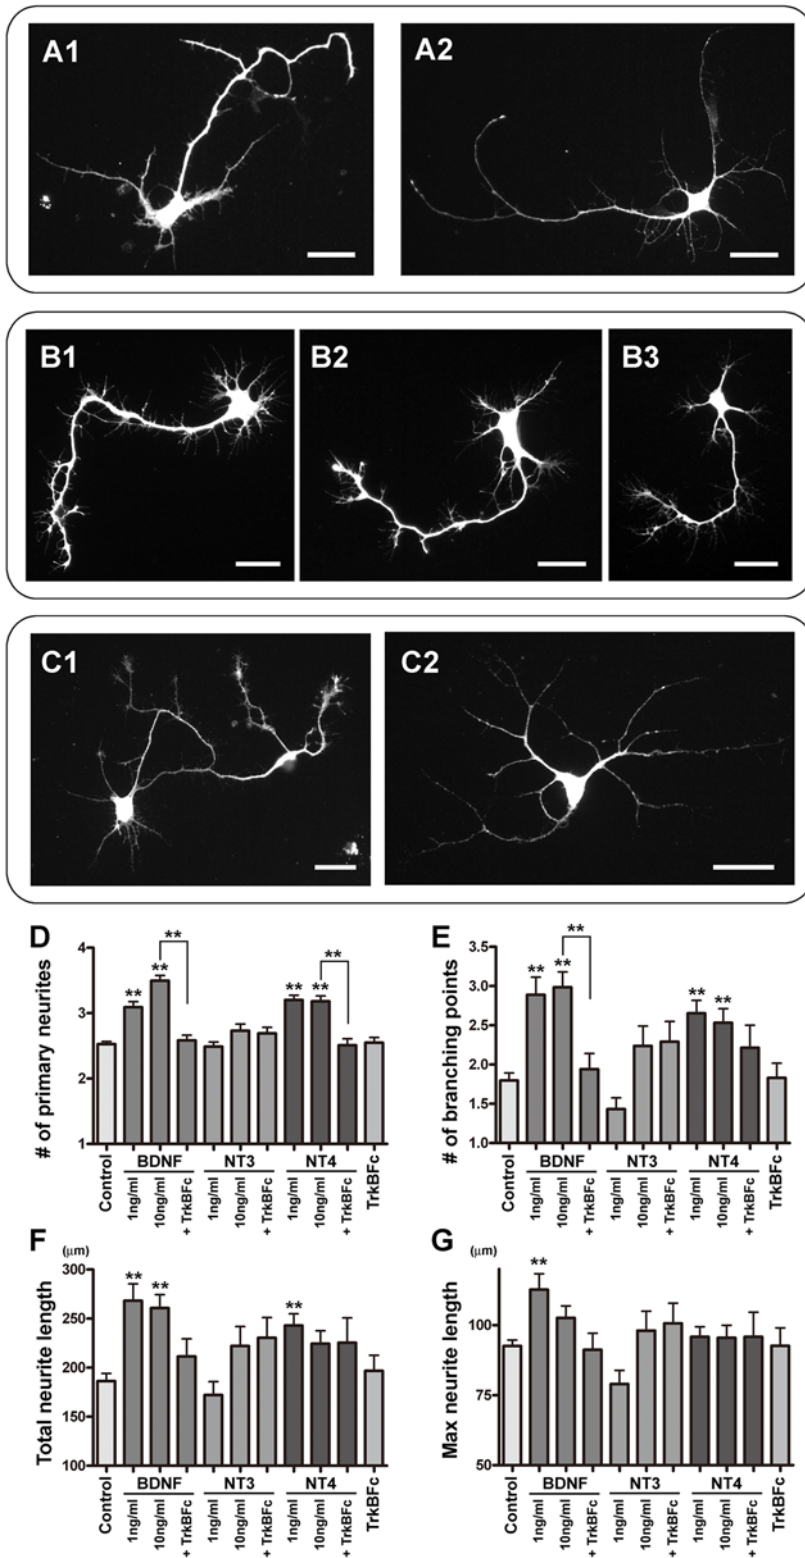 A1
A2
B1
B2
B3
C1
C2
D
# of primary neurites
4
3
2
1
**
**
**
**
**
**
Control
1ng/ml
10ng/ml
+ TrkBFc
1ng/ml
10ng/ml
+ TrkBFc
1ng/ml
10ng/ml
+ TrkBFc
TrkBFc
BDNF
NT3
NT4
E
# of branching points
3.5
3.0
2.5
2.0
1.5
1.0
**
**
**
**
**
Control
1ng/ml
10ng/ml
+ TrkBFc
1ng/ml
10ng/ml
+ TrkBFc
1ng/ml
10ng/ml
+ TrkBFc
TrkBFc
BDNF
NT3
NT4
F
(μm)
Total neurite length
300
250
200
150
100
**
**
**
Control
1ng/ml
10ng/ml
+ TrkBFc
1ng/ml
10ng/ml
+ TrkBFc
1ng/ml
10ng/ml
+ TrkBFc
TrkBFc
BDNF
NT3
NT4
G
(μm)
Max neurite length
100
75
50
**
Control
1ng/ml
10ng/ml
+ TrkBFc
1ng/ml
10ng/ml
+ TrkBFc
1ng/ml
10ng/ml
+ TrkBFc
TrkBFc
BDNF
NT3
NT4